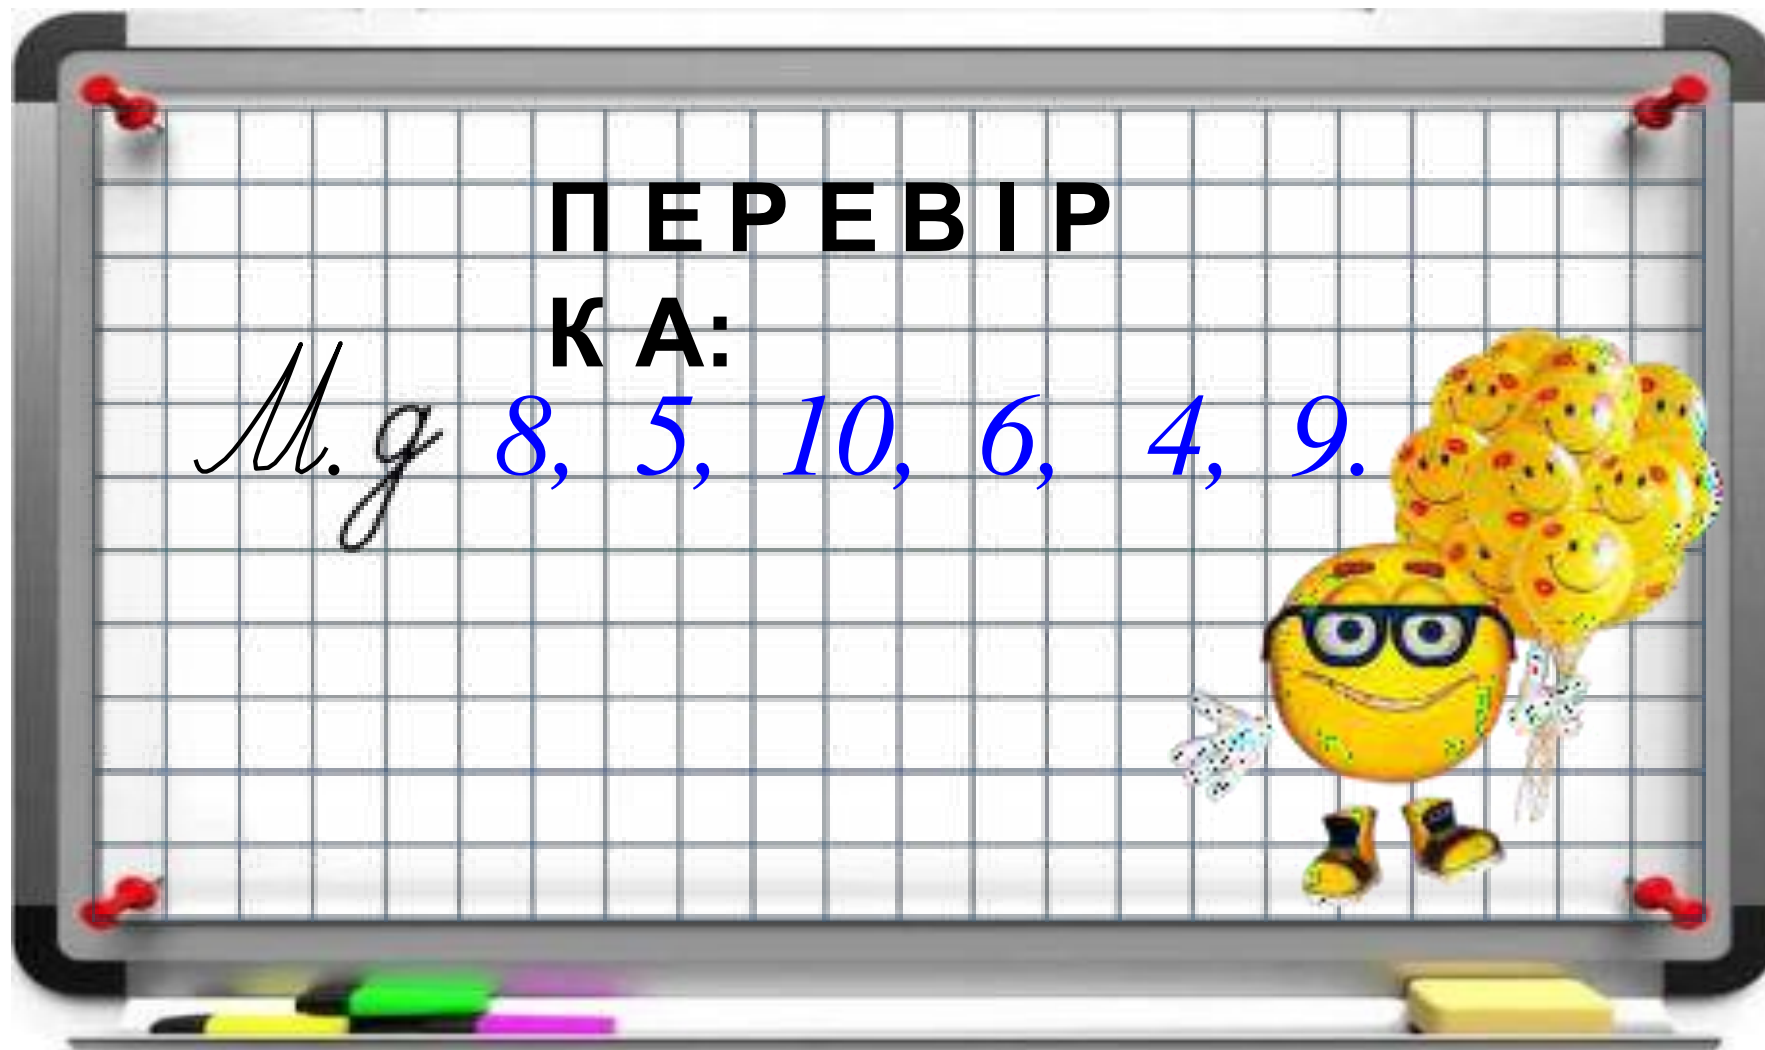 П Е Р Е В І Р
К А:
М. д 8, 5, 10, 6, 4, 9.